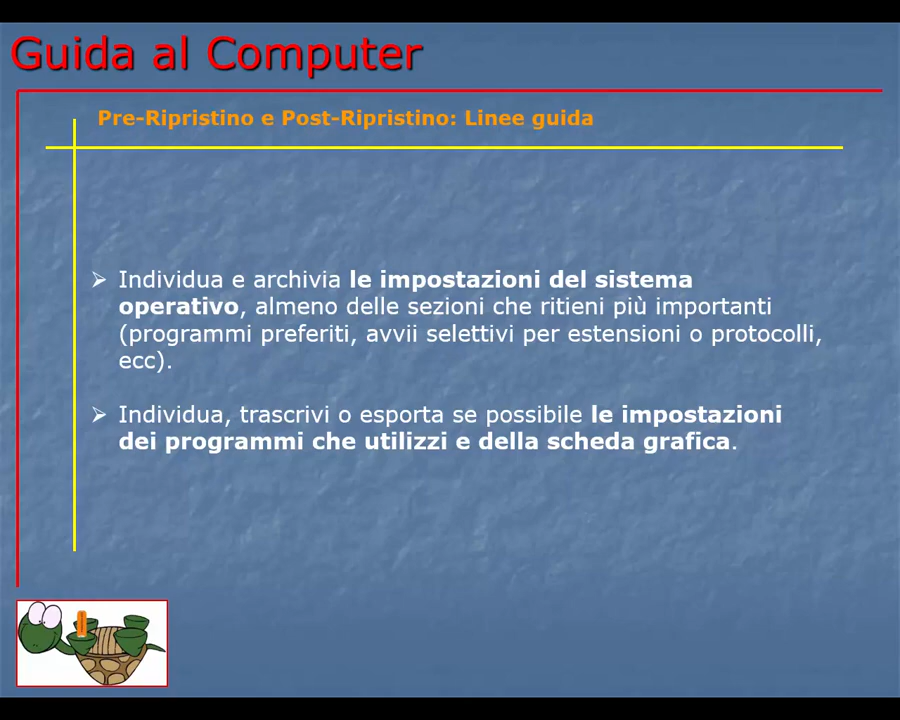 Guida al Computer
Pre-Ripristino e Post-Ripristino: Linee guida
Individua e archivia le impostazioni del sistema
operativo, almeno delle sezioni che ritieni più importanti
(programmi preferiti, avvii selettivi per estensioni o protocolli,
ecc).
Individua, trascrivi o esporta se possibile le impostazioni
dei programmi che utilizzi e della scheda grafica.